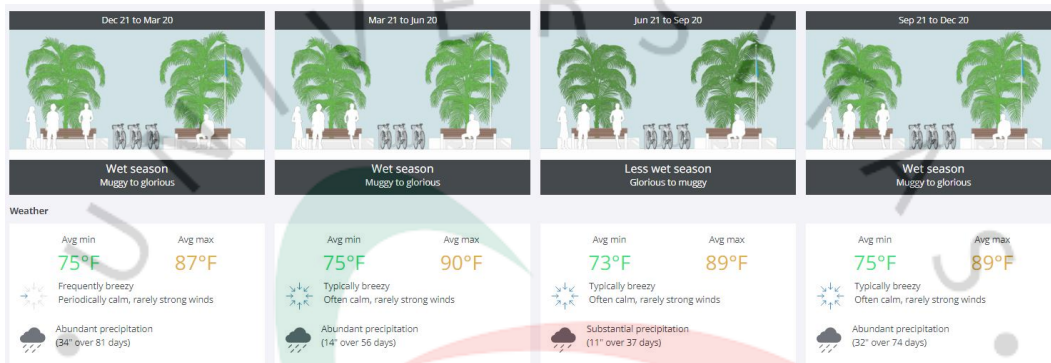 Dec 21 to Mar 20
Mar 21 to Jun 20
Jun 21 to Sep 20
Sep 21 to Dec 20
Wet season
Muggy to glorious
Wet season
Muggy to glorious
Less wet season
Glorious to muggy
Wet season
Muggy to glorious
Weather
Avg min Avg max
75°F 87°F
Frequently breezy
Periodically calm, rarely strong winds
Abundant precipitation
(34" over 81 days)
Avg min Avg max
75°F 90°F
Typically breezy
Often calm, rarely strong winds
Abundant precipitation
(14" over 56 days)
Avg min Avg max
73°F 89°F
Typically breezy
Often calm, rarely strong winds
Substantial precipitation
(11" over 37 days)
Avg min Avg max
75°F 89°F
Typically breezy
Often calm, rarely strong winds
Abundant precipitation
(32" over 74 days)
UNIVERSITAS